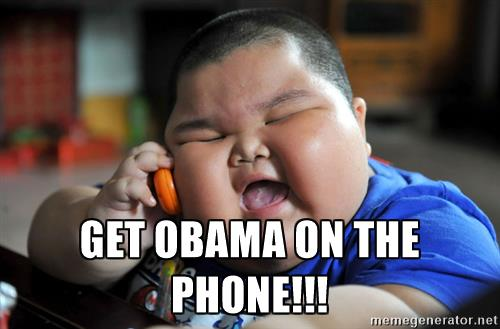 GET OBAMA ON THE
PHONE!!!
memegenerator.net